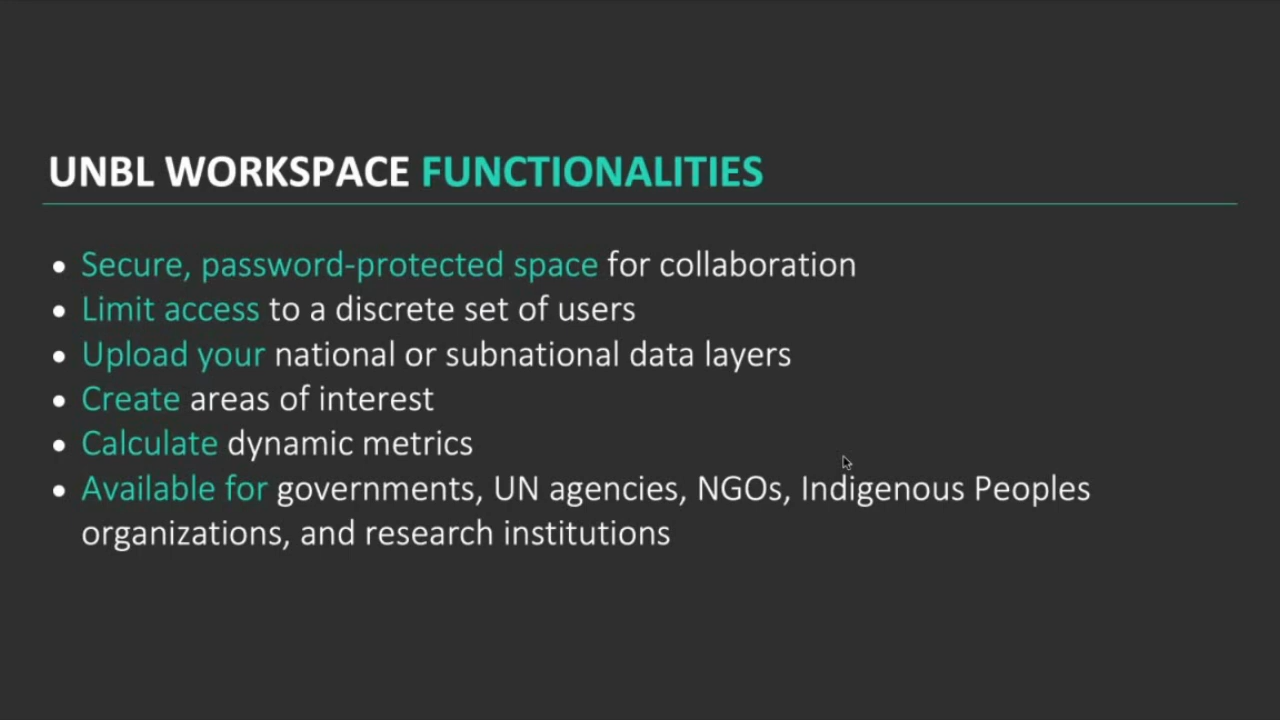 UNBL WORKSPACE FUNCTIONALITIES
• Secure, password-protected space for collaboration
• Limit access to a discrete set of users
• Upload your national or subnational data layers
• Create areas of interest
• Calculate dynamic metrics
• Available for governments, UN agencies, NGOs, Indigenous Peoples
organizations, and research institutions